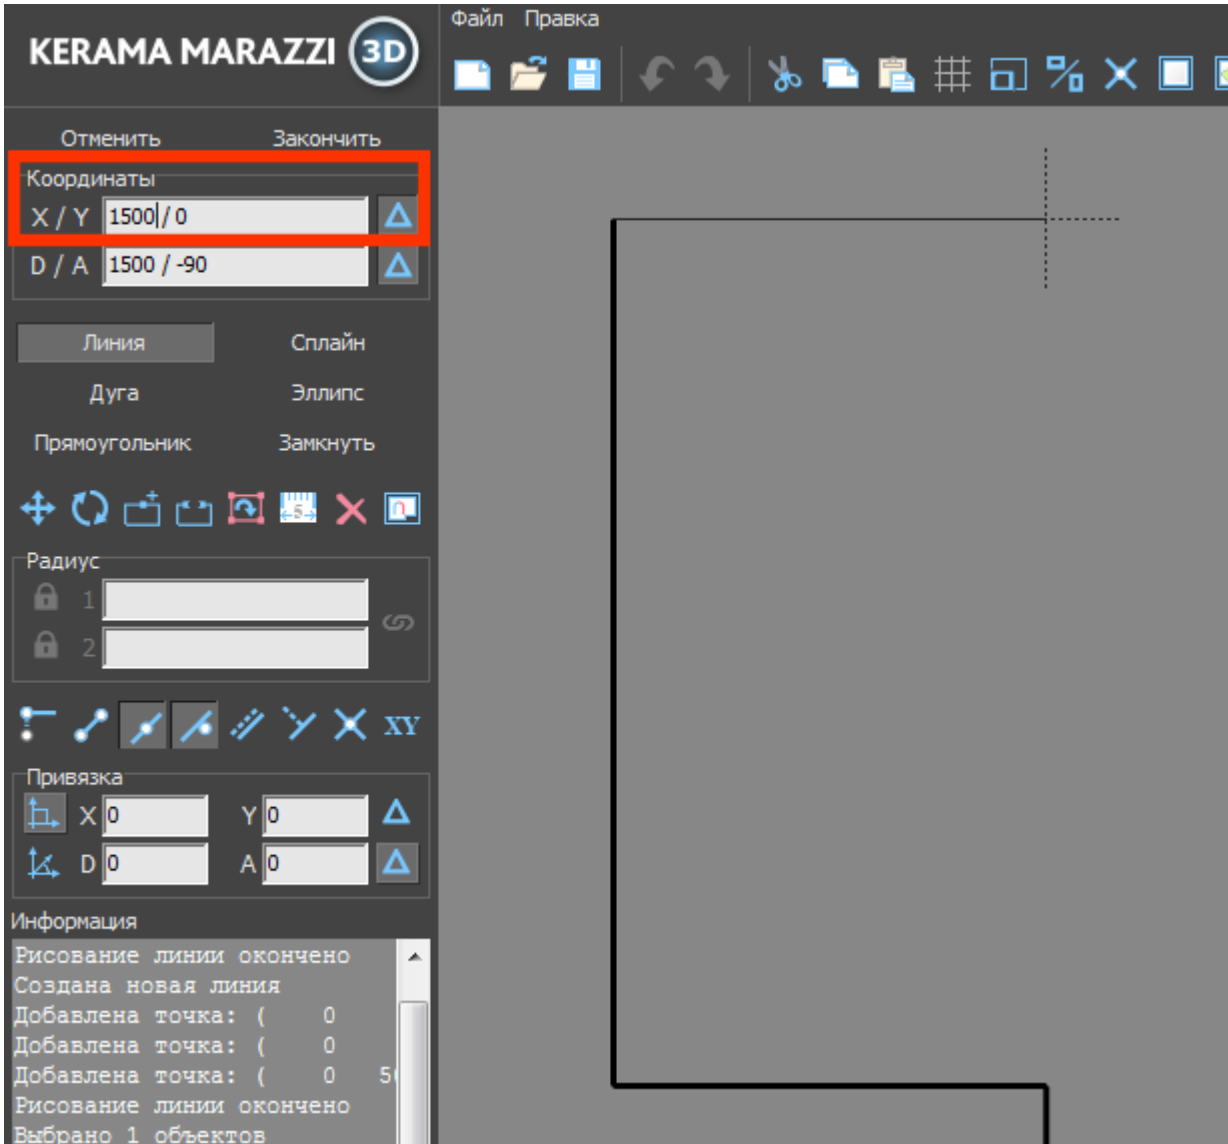 KERAMA MARAZZI 3D
Файл Правка
Отменить Закончить
Координаты
X / Y 1500 / 0
D / A 1500 / -90
Линия Сплайн
Дуга Эллипс
Прямоугольник Замкнуть
5
Радиус
1
2
XY
Привязка
X 0 Y 0
D 0 A 0
Информация
Рисование линии окончено
Создана новая линия
Добавлена точка: ( 0
Добавлена точка: ( 0
Добавлена точка: ( 0 5
Рисование линии окончено
Выбрано 1 объектов